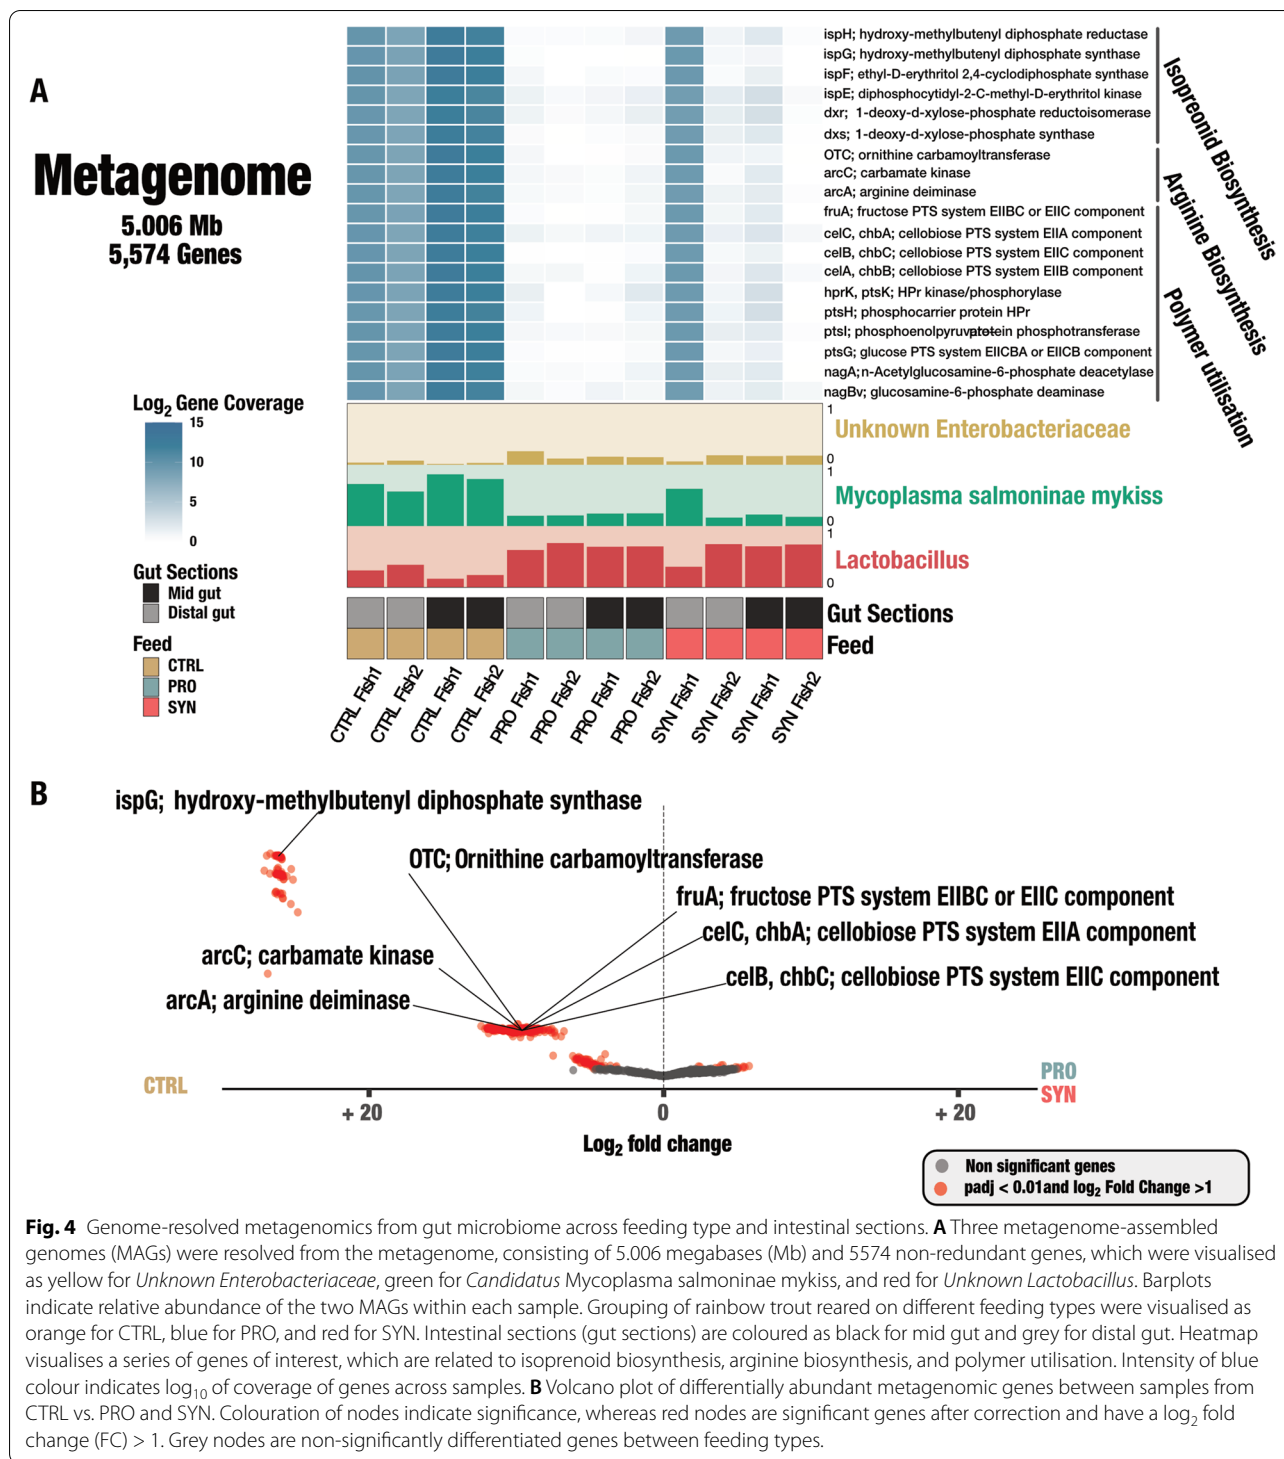 A
Metagenome
5.006 Mb
5,574 Genes
ispH; hydroxy-methylbutenyl diphosphate reductase
ispG; hydroxy-methylbutenyl diphosphate synthase
ispF; ethyl-D-erythritol 2,4-cyclodiphosphate synthase
ispE; diphosphocytidyl-2-C-methyl-D-erythritol kinase
dxr; 1-deoxy-d-xylose-phosphate reductoisomerase
dxs; 1-deoxy-d-xylose-phosphate synthase
OTC; ornithine carbamoyltransferase
arcC; carbamate kinase
arcA; arginine deiminase
fruA; fructose PTS system EIIBC or EIIC component
celC, chbA; cellobiose PTS system EIIA component
celB, chbC; cellobiose PTS system EIIC component
celA, chbB; cellobiose PTS system EIIB component
hprK, ptsK; HPr kinase/phosphorylase
ptsH; phosphocarrier protein HPr
ptsI; phosphoenolpyruvate-protein phosphotransferase
ptsG; glucose PTS system EIICBA or EIICB component
nagA; n-Acetylglucosamine-6-phosphate deacetylase
nagBv; glucosamine-6-phosphate deaminase
Isopreonid Biosynthesis
Arginine Biosynthesis
Polymer utilisation
Log2 Gene Coverage
15
10
5
0
1
Unknown Enterobacteriaceae
0
1
Mycoplasma salmoninae mykiss
0
1
Lactobacillus
0
Gut Sections
Mid gut
Distal gut
Gut Sections
Feed
Feed
CTRL
PRO
SYN
CTRL Fish1
CTRL Fish2
CTRL Fish1
CTRL Fish2
PRO Fish1
PRO Fish2
PRO Fish1
PRO Fish2
SYN Fish1
SYN Fish2
SYN Fish1
SYN Fish2
B
ispG; hydroxy-methylbutenyl diphosphate synthase
OTC; Ornithine carbamoyltransferase
fruA; fructose PTS system EIIBC or EIIC component
celC, chbA; cellobiose PTS system EIIA component
arcC; carbamate kinase
celB, chbC; cellobiose PTS system EIIC component
arcA; arginine deiminase
CTRL
PRO
SYN
+ 20
0
+ 20
Log2 fold change
Non significant genes
padj < 0.01 and log2 Fold Change >1
Fig. 4 Genome-resolved metagenomics from gut microbiome across feeding type and intestinal sections. A Three metagenome-assembled
genomes (MAGs) were resolved from the metagenome, consisting of 5.006 megabases (Mb) and 5574 non-redundant genes, which were visualised
as yellow for Unknown Enterobacteriaceae, green for Candidatus Mycoplasma salmoninae mykiss, and red for Unknown Lactobacillus. Barplots
indicate relative abundance of the two MAGs within each sample. Grouping of rainbow trout reared on different feeding types were visualised as
orange for CTRL, blue for PRO, and red for SYN. Intestinal sections (gut sections) are coloured as black for mid gut and grey for distal gut. Heatmap
visualises a series of genes of interest, which are related to isoprenoid biosynthesis, arginine biosynthesis, and polymer utilisation. Intensity of blue
colour indicates log10 of coverage of genes across samples. B Volcano plot of differentially abundant metagenomic genes between samples from
CTRL vs. PRO and SYN. Colouration of nodes indicate significance, whereas red nodes are significant genes after correction and have a log2 fold
change (FC) > 1. Grey nodes are non-significantly differentiated genes between feeding types.